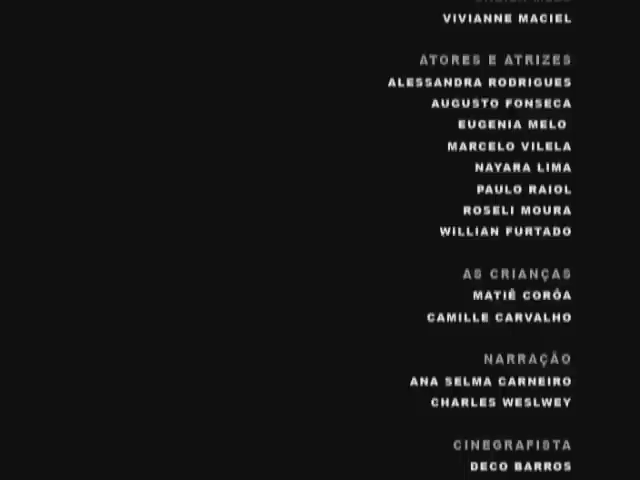 VIVIANNE MACIEL
ATORES E ATRIZES
ALESSANDRA RODRIGUES
AUGUSTO FONSECA
EUGENIA MELO
MARCELO VILELA
NAYARA LIMA
PAULO RAIOL
ROSELI MOURA
WILLIAN FURTADO
AS CRIANÇAS
MATIÊ CORÔA
CAMILLE CARVALHO
NARRAÇÃO
ANA SELMA CARNEIRO
CHARLES WESLWEY
CINEGRAFISTA
DECO BARROS